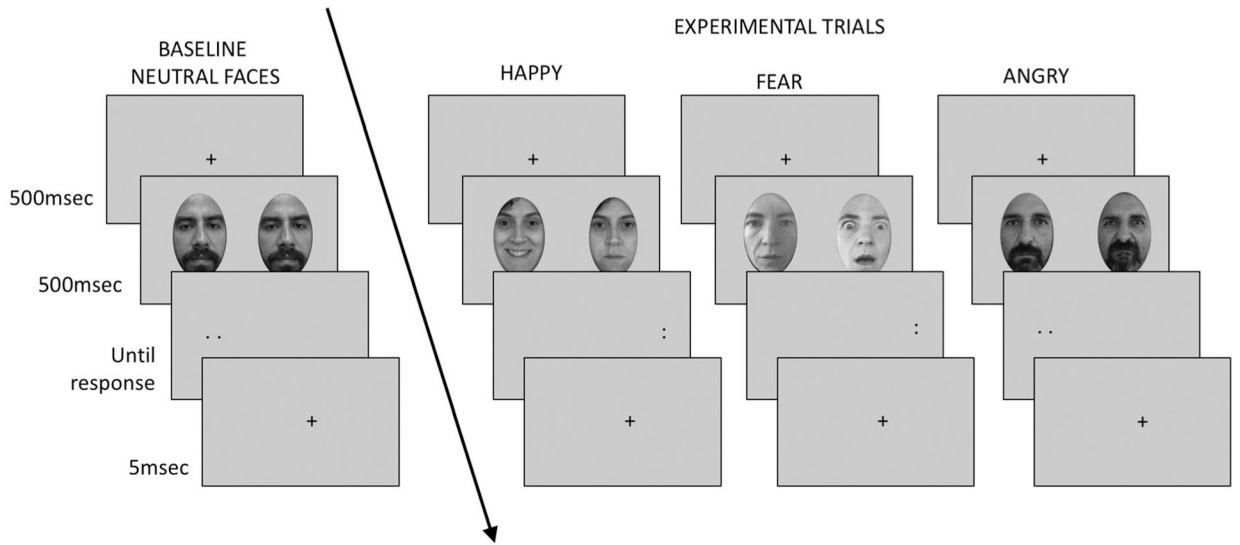 EXPERIMENTAL TRIALS
BASELINE
NEUTRAL FACES
HAPPY
FEAR
ANGRY
+
+
+
+
500msec
500msec
. .
:
:
. .
Until
response
+
+
+
+
5msec